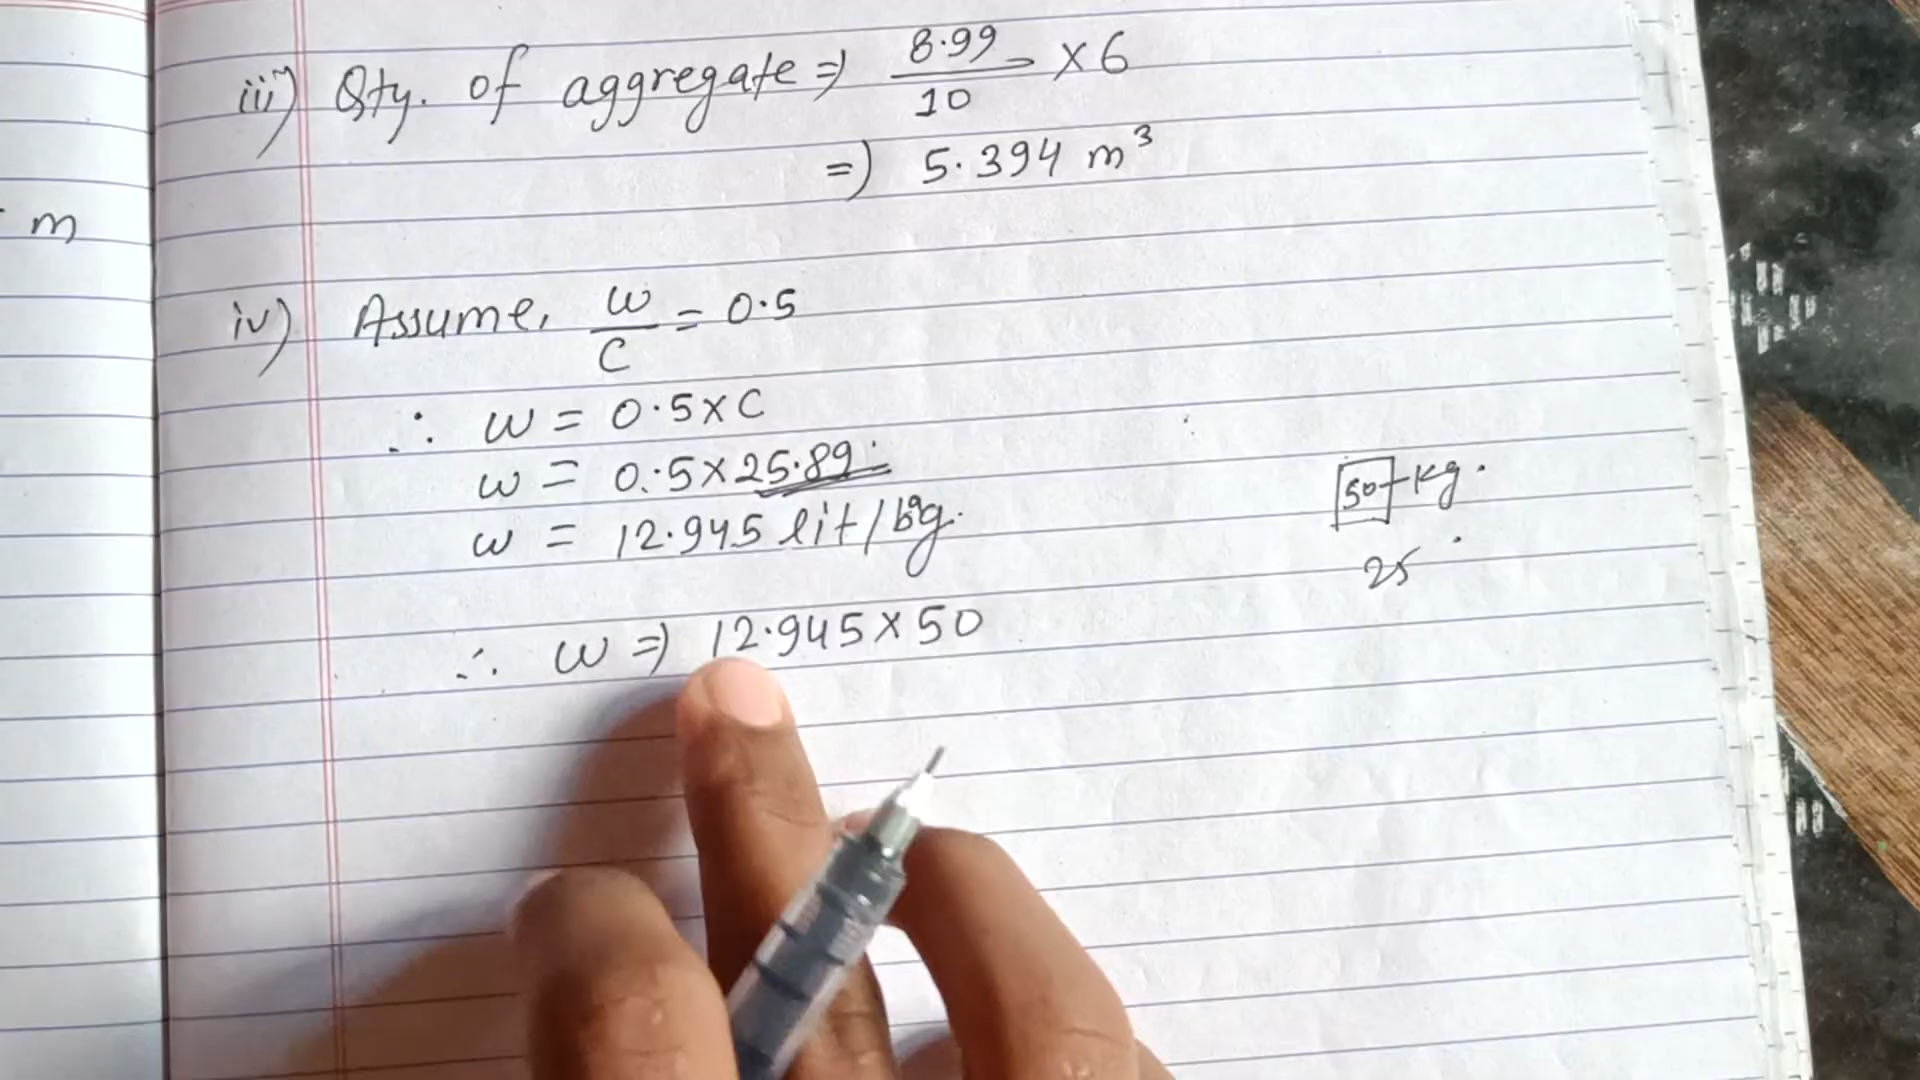 m
iii) Qty. of aggregate ⇒ 8.99/10 × 6
⇒ 5.394 m³
iv) Assume, w/c = 0.5
∴ w = 0.5 × C
w = 0.5 × 25.89
w = 12.945 lit/bag.
50 kg.
25
∴ w ⇒ 12.945 × 50